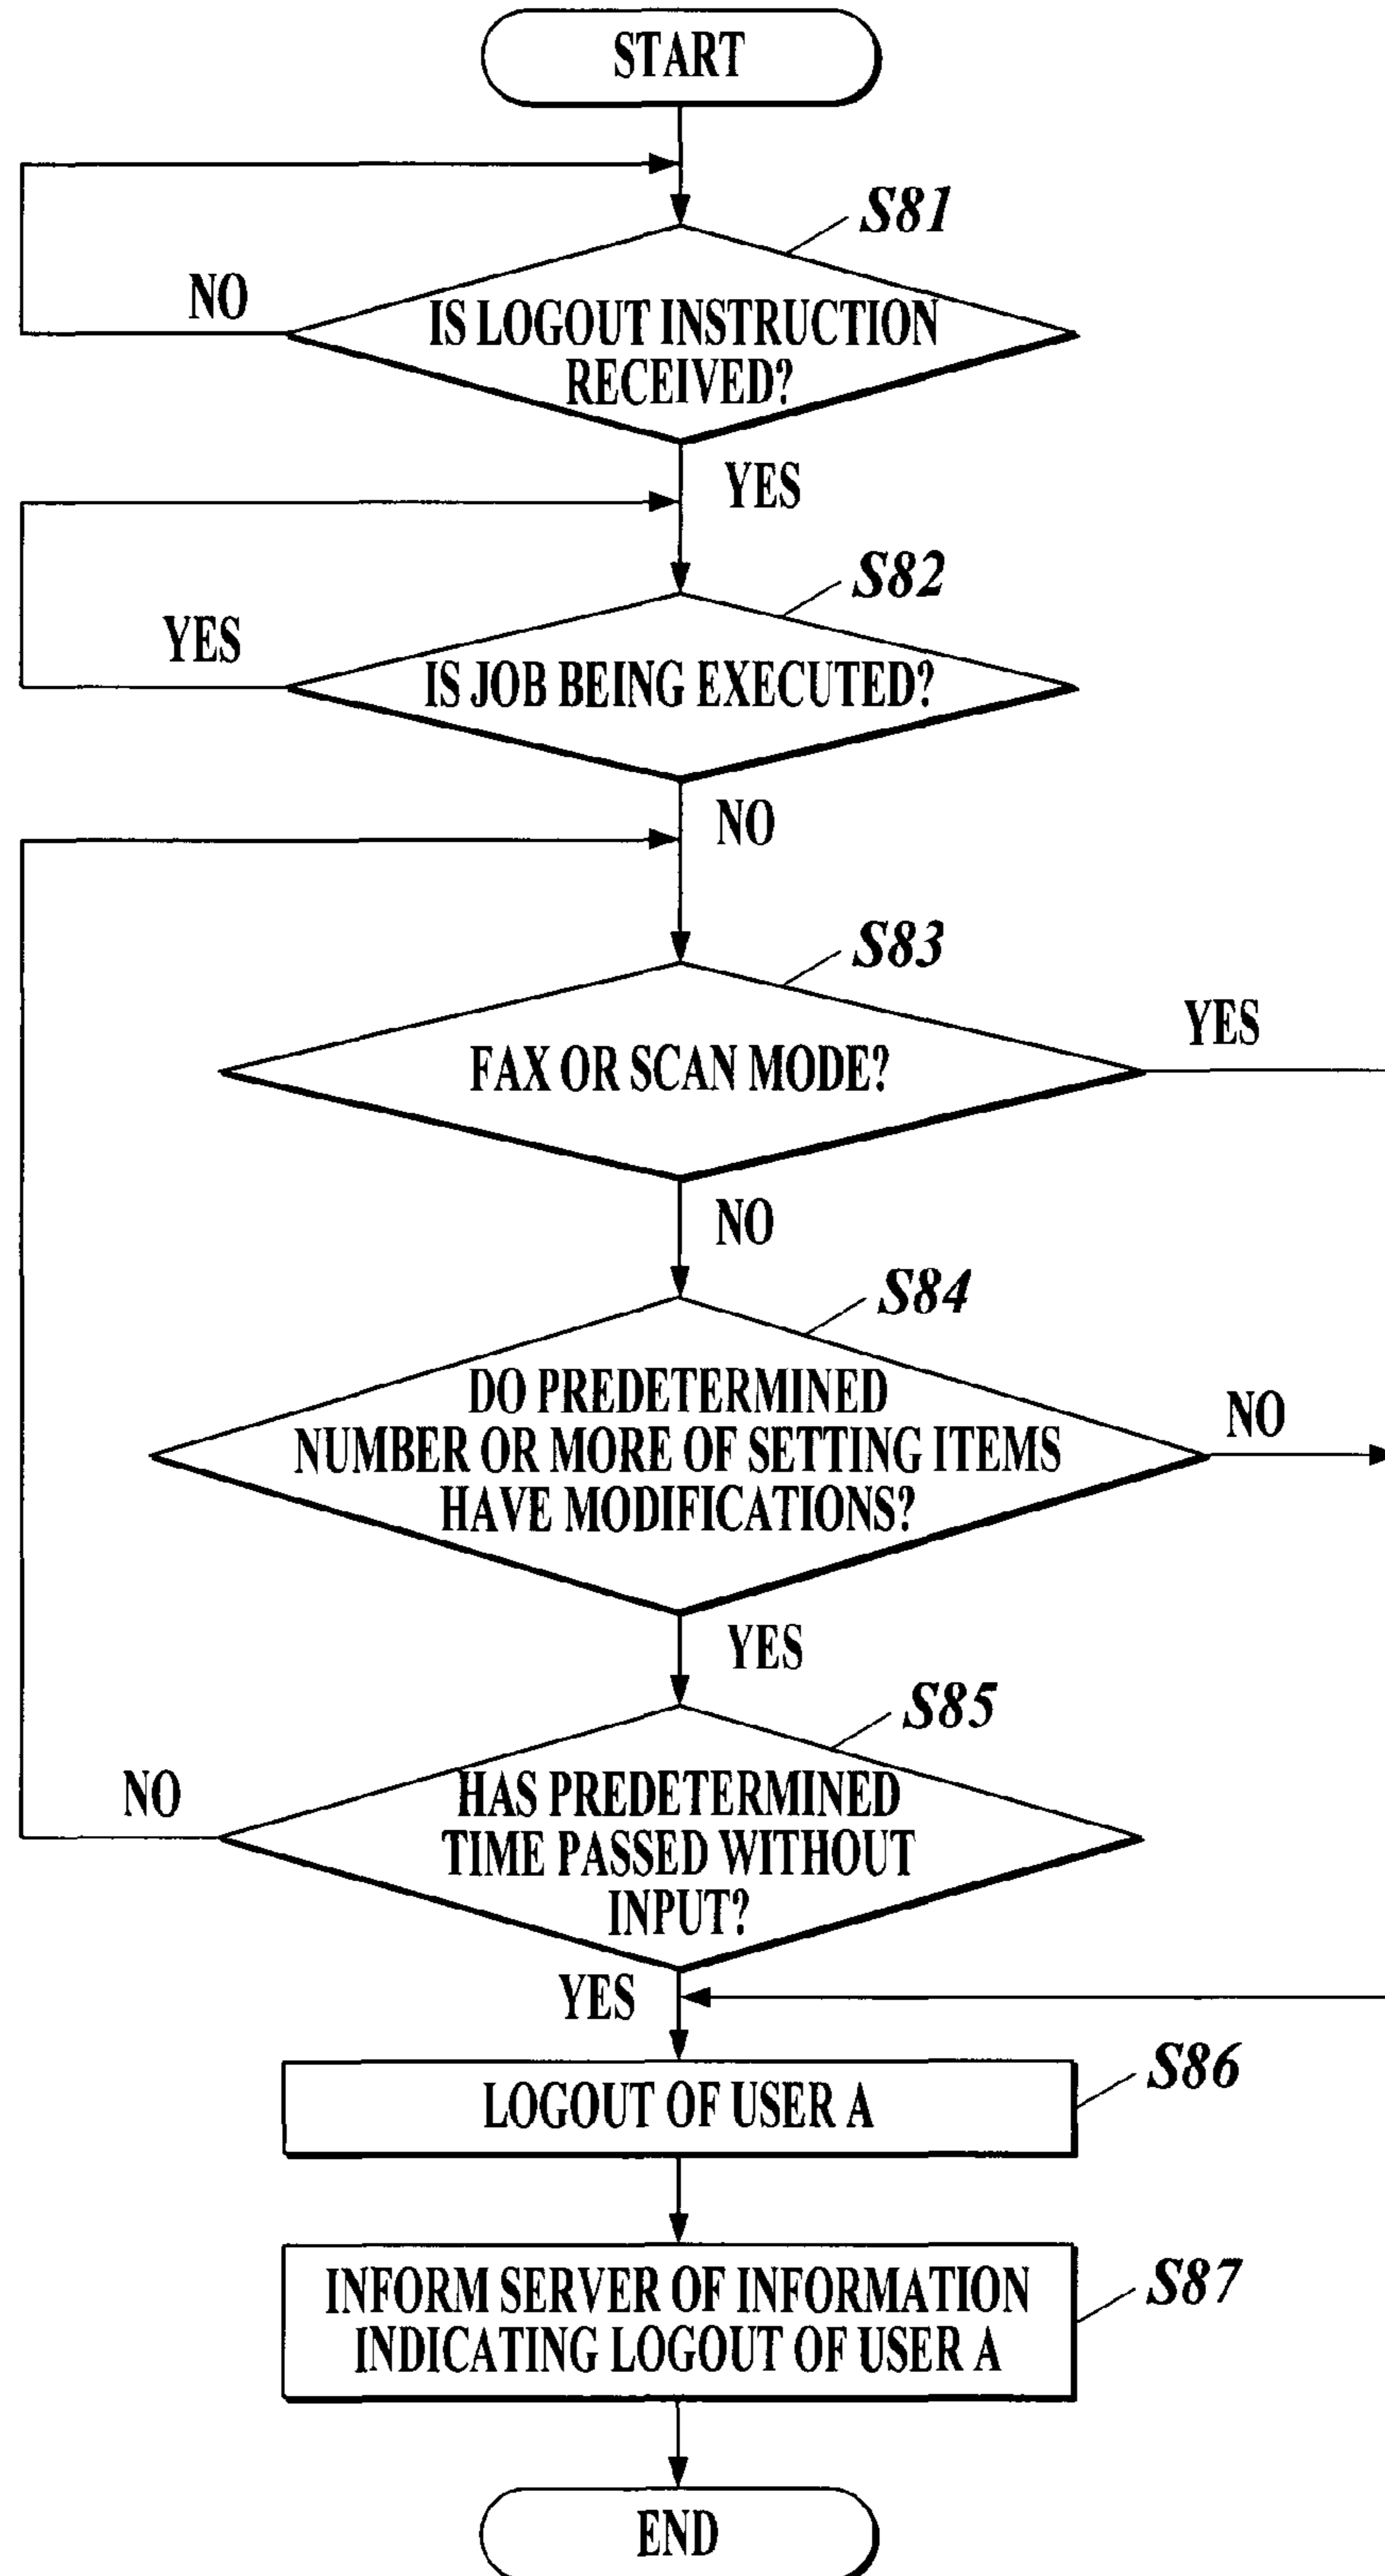 START
S81
NO
IS LOGOUT INSTRUCTION
RECEIVED?
YES
S82
YES
IS JOB BEING EXECUTED?
NO
S83
YES
FAX OR SCAN MODE?
NO
S84
DO PREDETERMINED
NUMBER OR MORE OF SETTING ITEMS
HAVE MODIFICATIONS?
NO
YES
S85
NO
HAS PREDETERMINED
TIME PASSED WITHOUT
INPUT?
YES
S86
LOGOUT OF USER A
S87
INFORM SERVER OF INFORMATION
INDICATING LOGOUT OF USER A
END